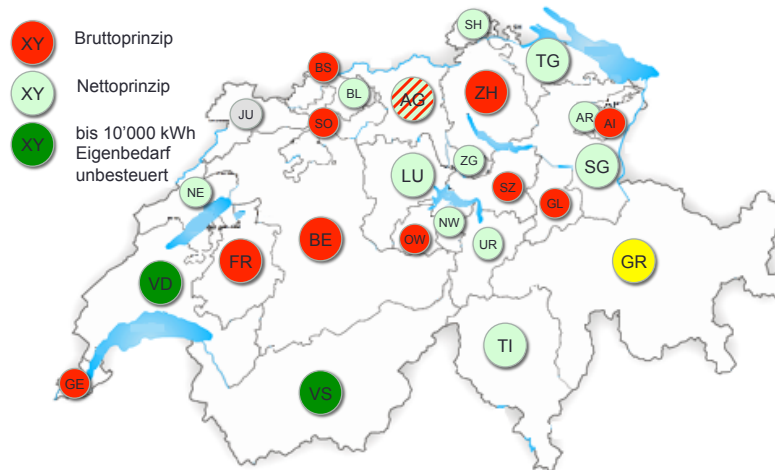 XY Bruttoprinzip
XY Nettoprinzip
XY bis 10’000 kWh
Eigenbedarf
unbesteuert
SH
TG
BS
BL
AG
ZH
JU
SO
AR
AI
ZG
SG
LU
SZ
NE
GL
NW
BE
OW
UR
FR
GR
VD
TI
GE
VS